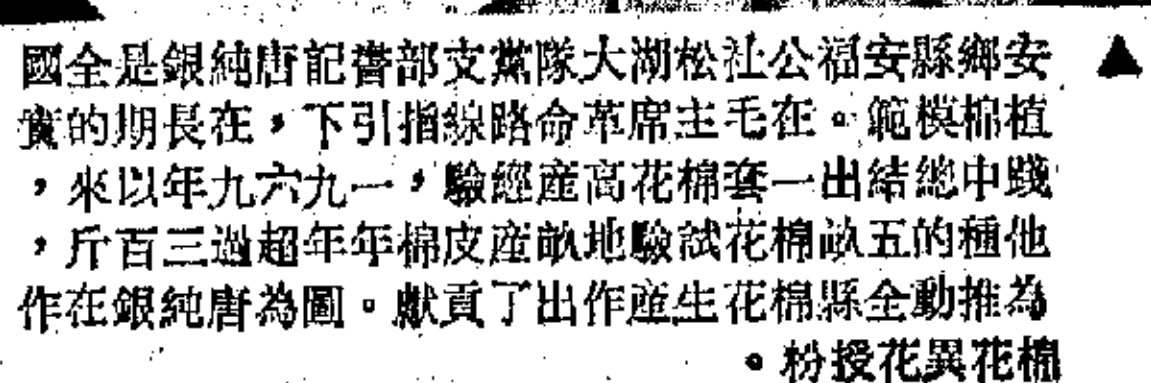 ▲安鄉縣安福公社松湖大隊黨支部書記唐純銀是全國
植棉模範。在毛主席革命路線指引下，在長期的實
踐中總結出一套棉花高產經驗，一九六九年以來，
他種的五畝棉花試驗地畝產皮棉年年超過三百斤，
為推動全縣棉花生產作出了貢獻。圖為唐純銀在作
棉花異花授粉。